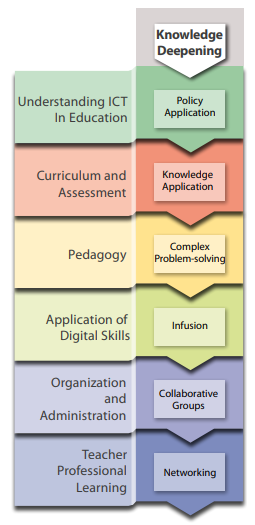 Knowledge
Deepening
Understanding ICT
In Education
Policy
Application
Curriculum and
Assessment
Knowledge
Application
Pedagogy
Complex
Problem-solving
Application of
Digital Skills
Infusion
Organization
and
Administration
Collaborative
Groups
Teacher
Professional
Learning
Networking